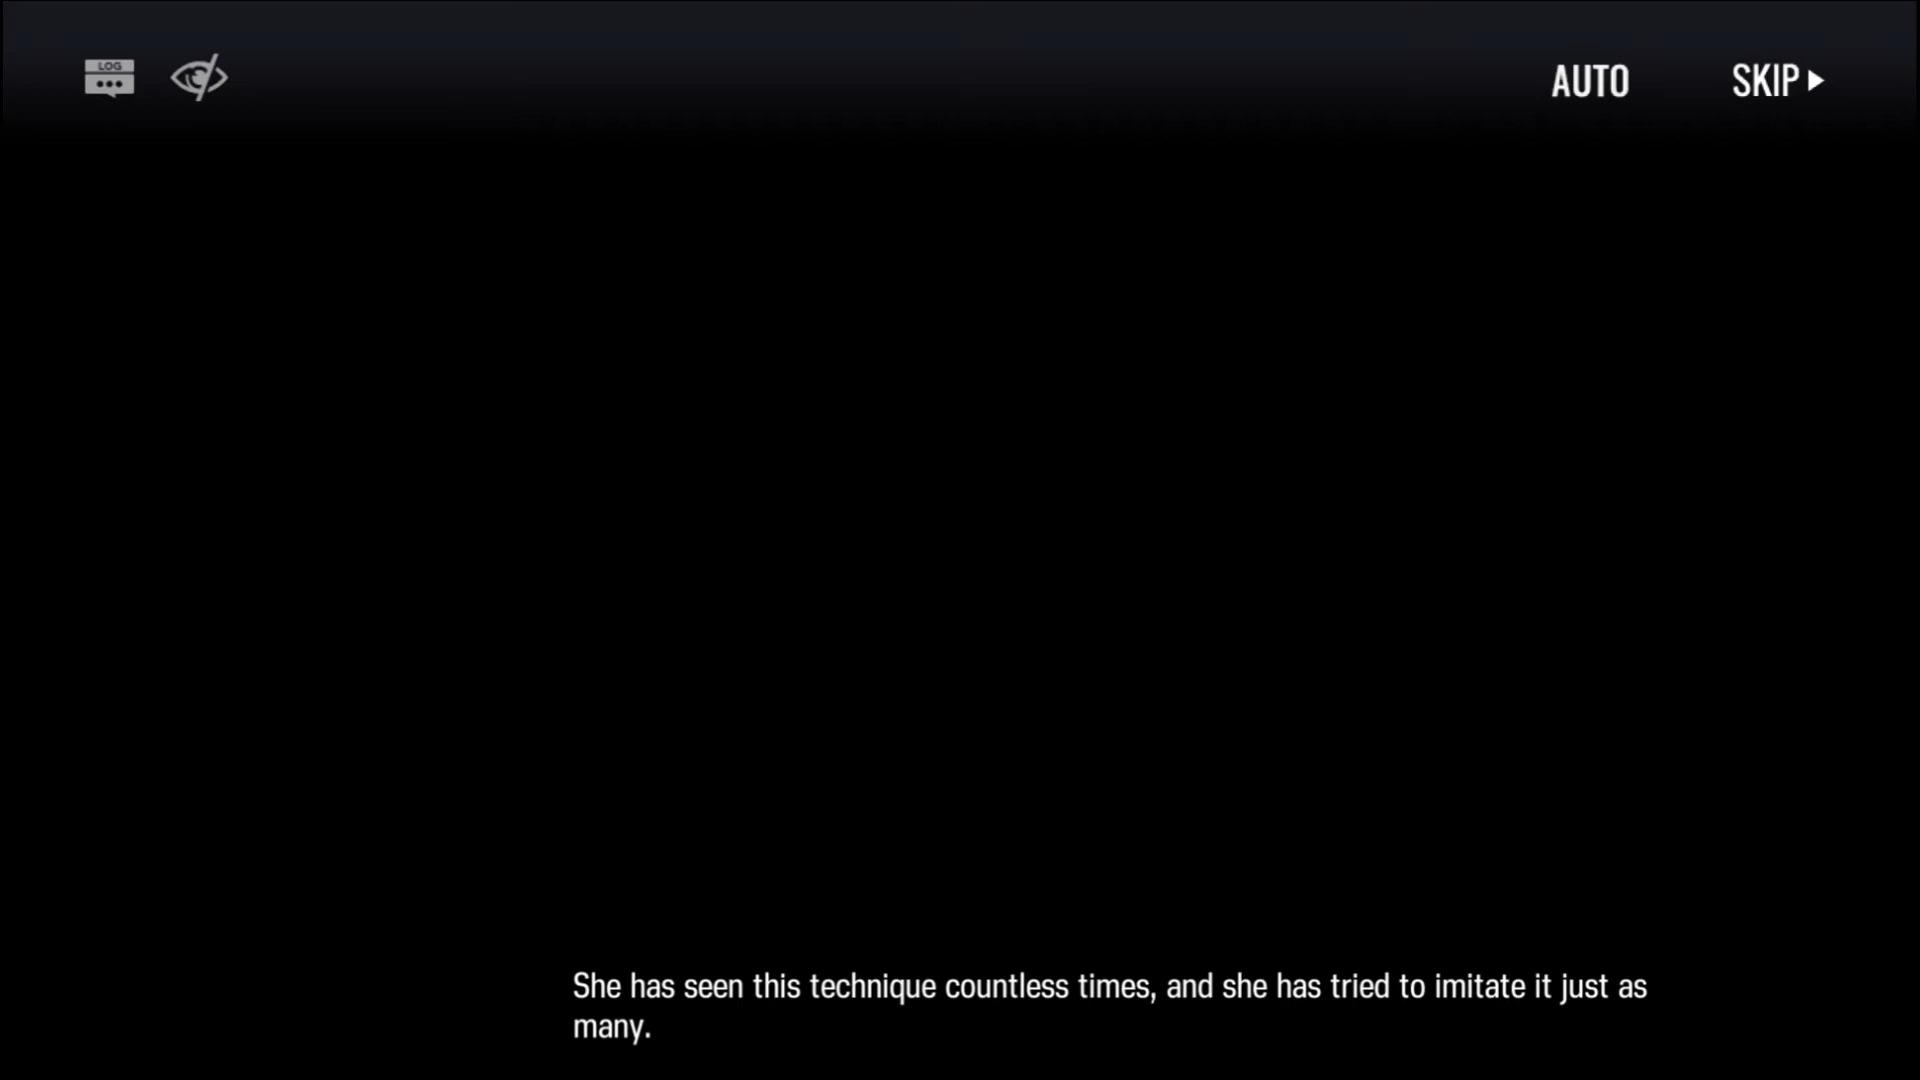 LOG
AUTO
SKIP
She has seen this technique countless times, and she has tried to imitate it just as
many.